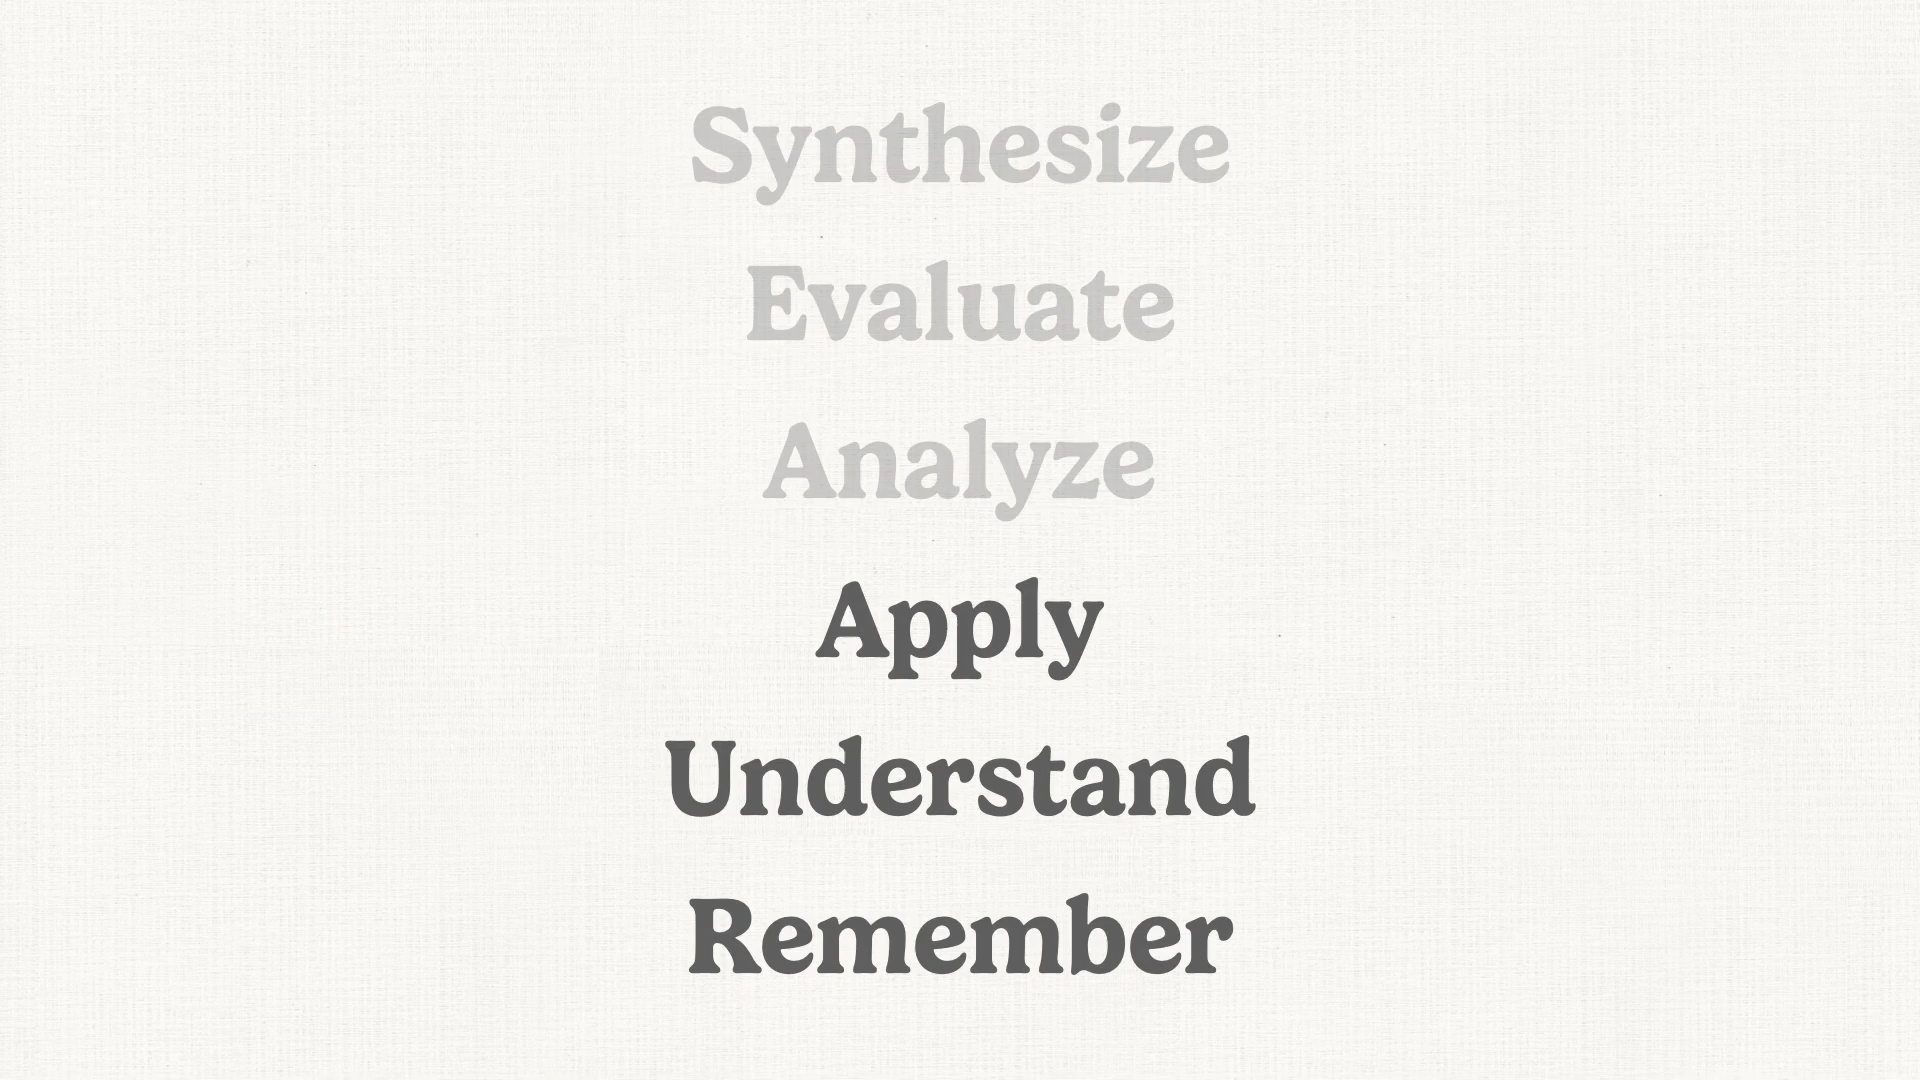 Synthesize
Evaluate
Analyze
Apply
Understand
Remember